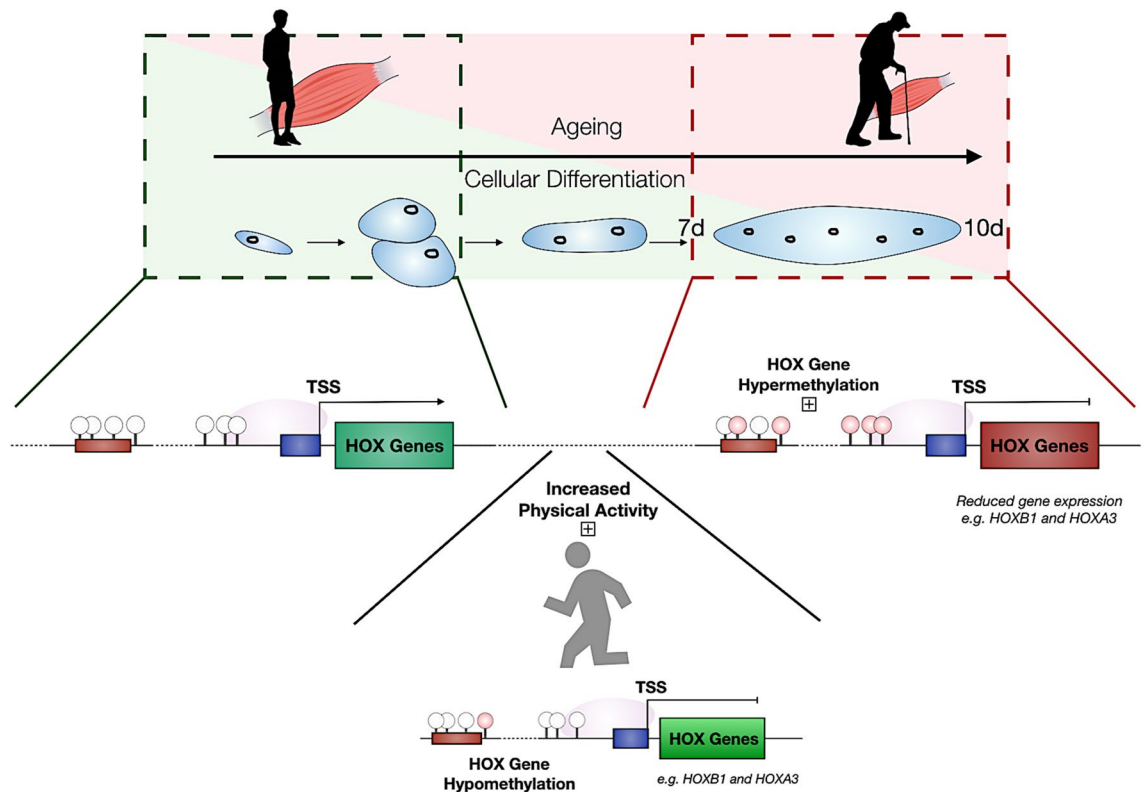 Ageing
Cellular Differentiation
7d
10d
TSS
HOX Genes
HOX Gene
Hypermethylation
TSS
HOX Genes
Reduced gene expression
e.g. HOXB1 and HOXA3
Increased
Physical Activity
TSS
HOX Genes
HOX Gene
Hypomethylation
e.g. HOXB1 and HOXA3